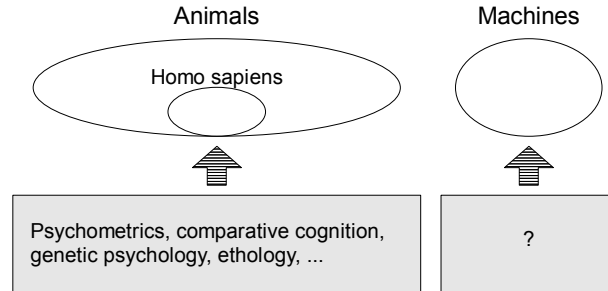 Animals
Machines
Homo sapiens
Psychometrics, comparative cognition,
genetic psychology, ethology, ...
?